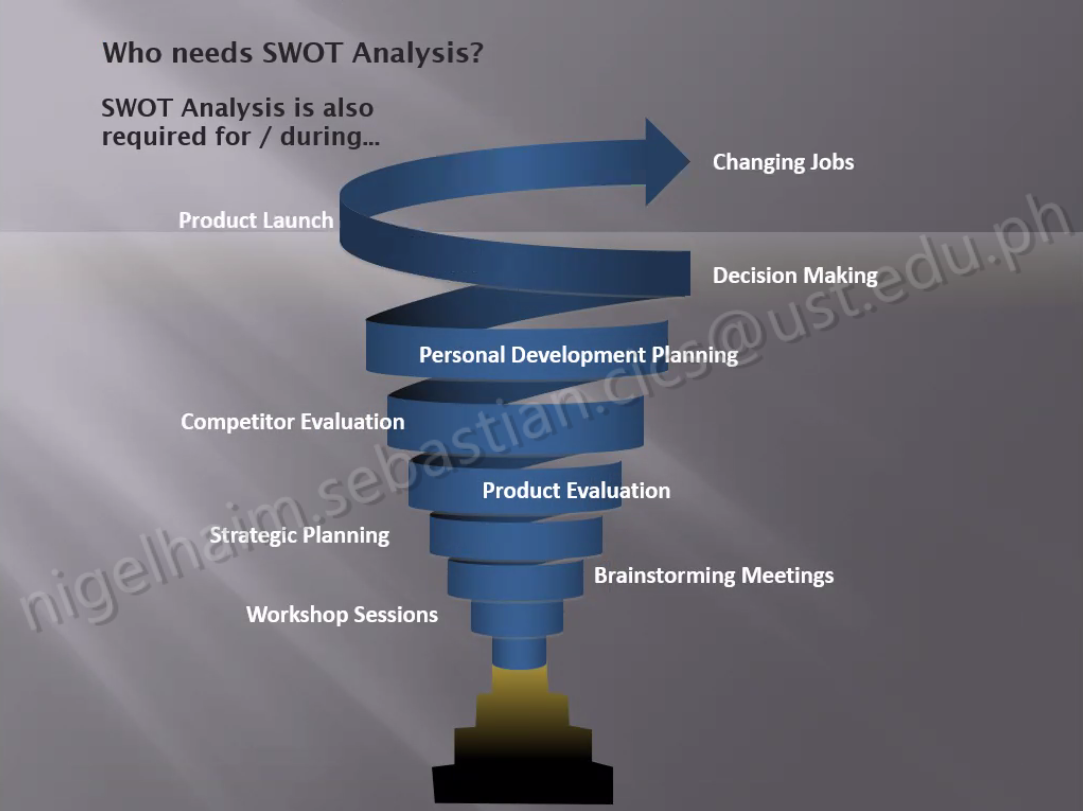 Who needs SWOT Analysis?
SWOT Analysis is also
required for / during...
Changing Jobs
Product Launch
Decision Making
Personal Development Planning
Competitor Evaluation
Product Evaluation
Strategic Planning
Brainstorming Meetings
Workshop Sessions
nigelhaim.sebastian.cics@ust.edu.ph